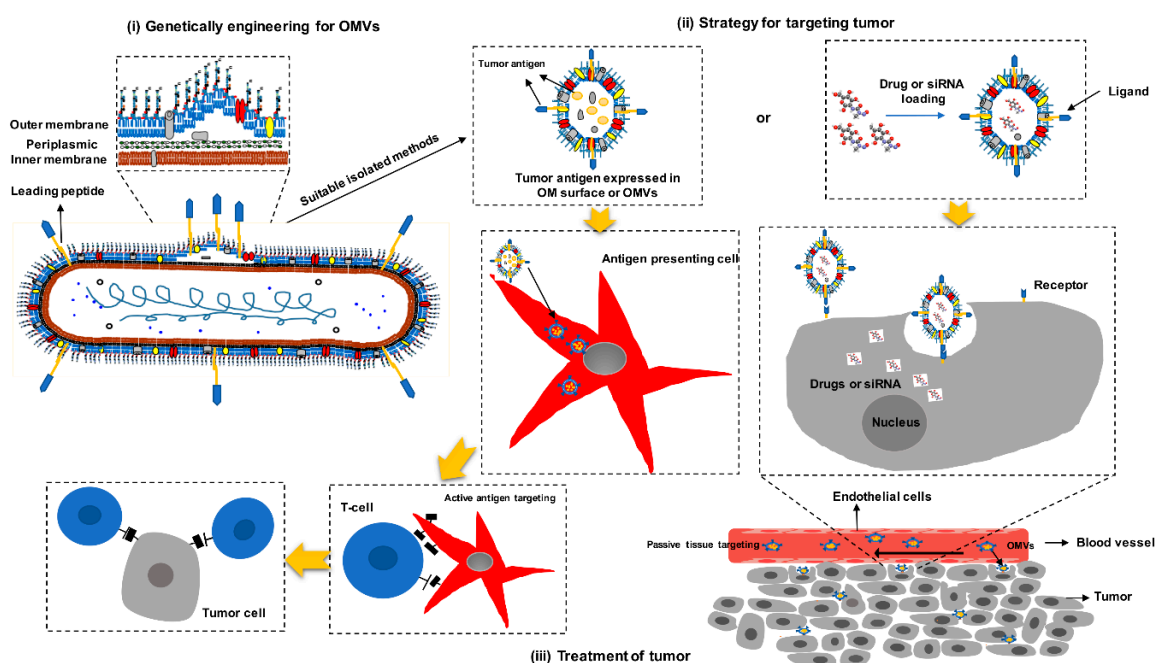 (i) Genetically engineering for OMVs
(ii) Strategy for targeting tumor
Outer membrane
Periplasmic
Inner membrane
Leading peptide
Suitable isolated methods
Tumor antigen
Tumor antigen expressed in
OM surface or OMVs
or
Drug or siRNA
loading
Ligand
Antigen presenting cell
Receptor
Drugs or siRNA
Nucleus
T-cell
Active antigen targeting
Tumor cell
Endothelial cells
Passive tissue targeting
OMVs
Blood vessel
Tumor
(iii) Treatment of tumor